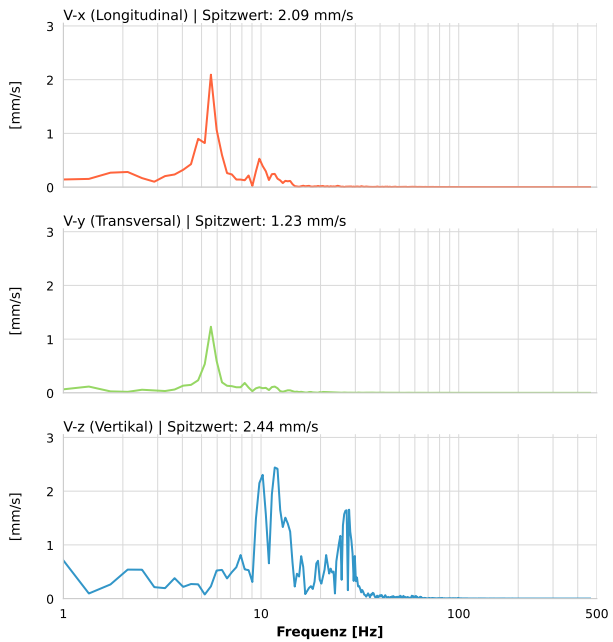 V-x (Longitudinal) | Spitzwert: 2.09 mm/s
3
2
1
0
[mm/s]
V-y (Transversal) | Spitzwert: 1.23 mm/s
3
2
1
0
[mm/s]
V-z (Vertikal) | Spitzwert: 2.44 mm/s
3
2
1
0
[mm/s]
1 10 100 500
Frequenz [Hz]